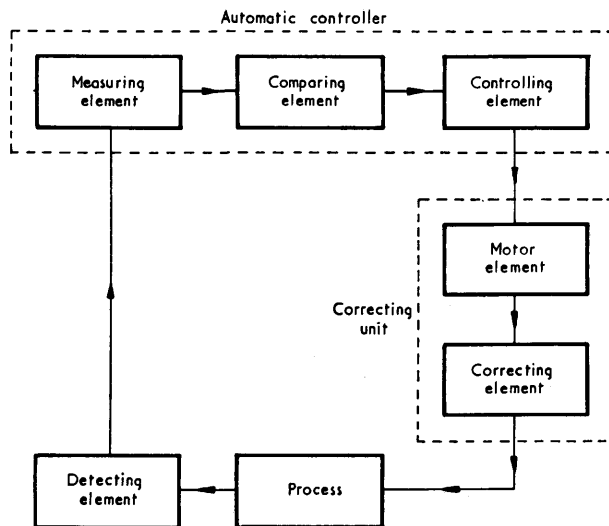 Automatic controller
Measuring
element
Comparing
element
Controlling
element
Motor
element
Correcting
unit
Correcting
element
Detecting
element
Process